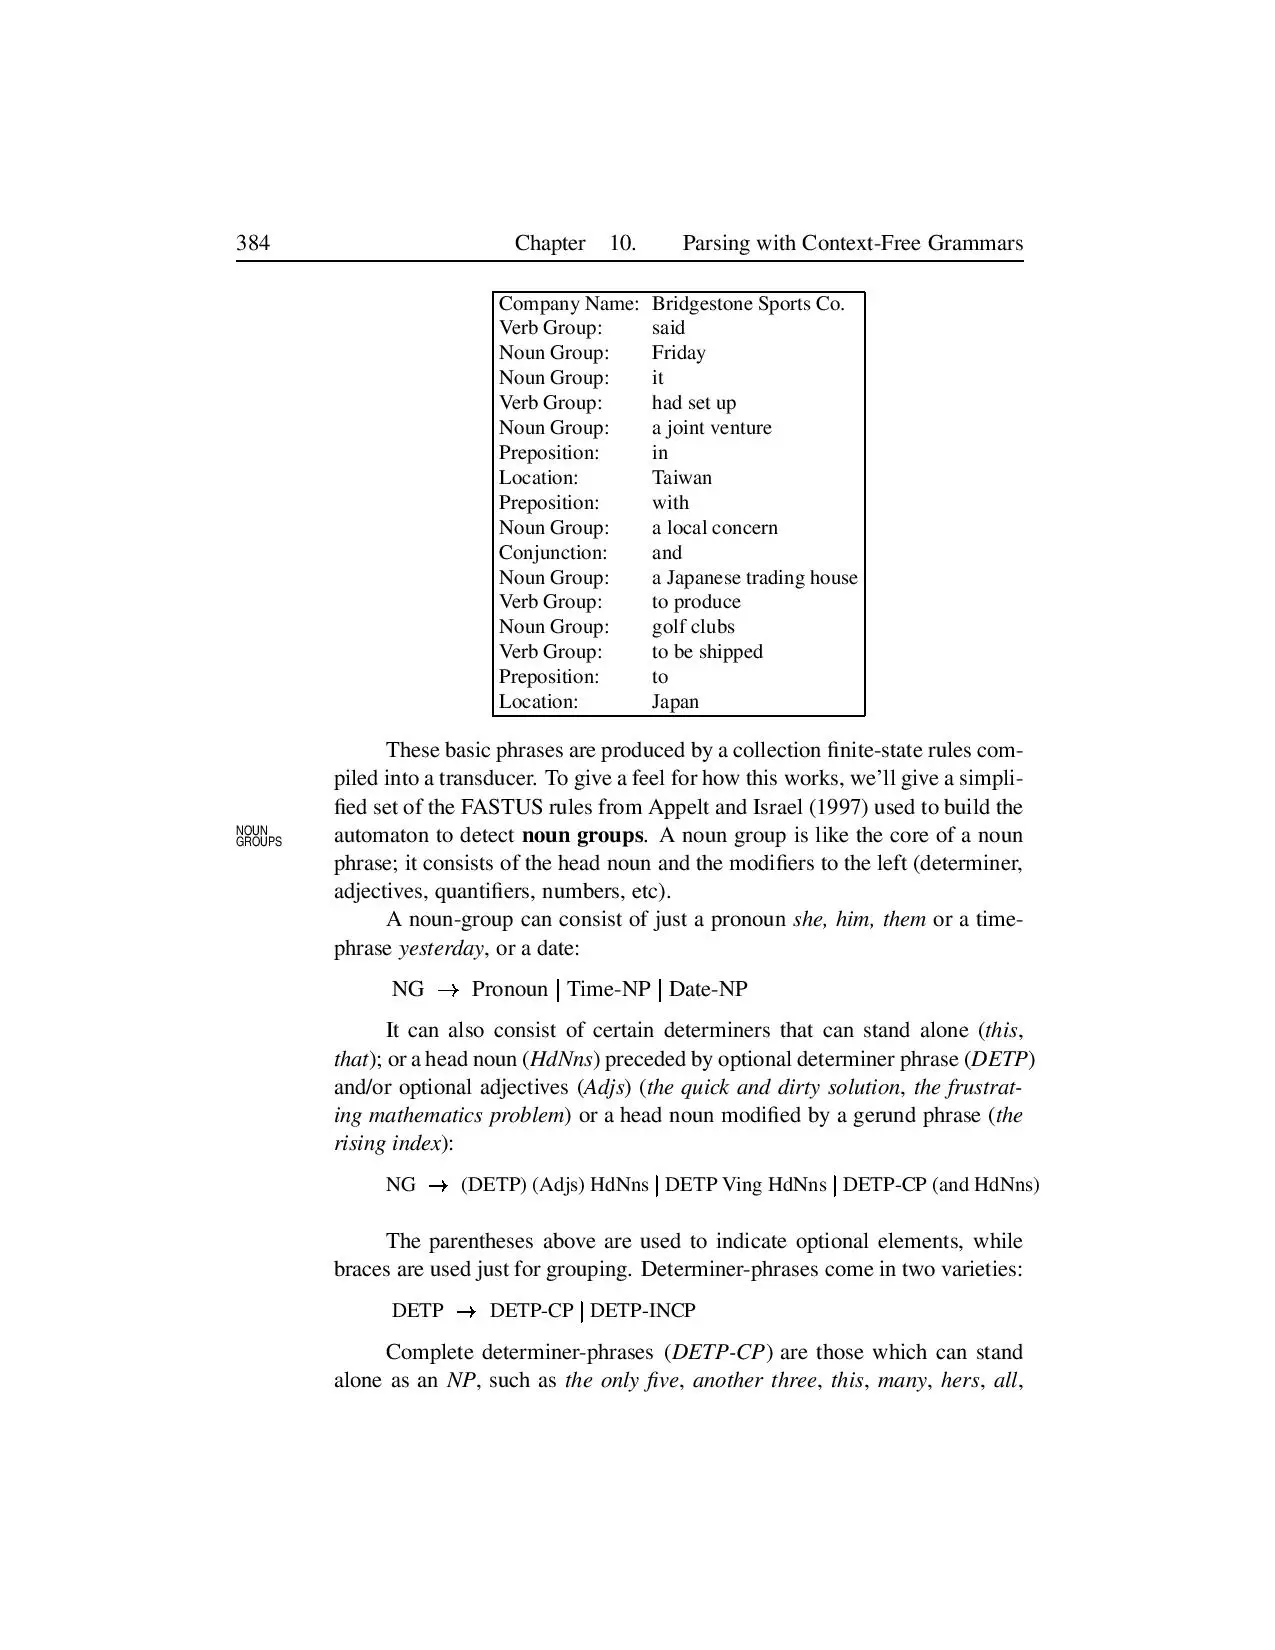 384 Chapter 10. Parsing with Context-Free Grammars
Company Name: Bridgestone Sports Co.
Verb Group: said
Noun Group: Friday
Noun Group: it
Verb Group: had set up
Noun Group: a joint venture
Preposition: in
Location: Taiwan
Preposition: with
Noun Group: a local concern
Conjunction: and
Noun Group: a Japanese trading house
Verb Group: to produce
Noun Group: golf clubs
Verb Group: to be shipped
Preposition: to
Location: Japan
These basic phrases are produced by a collection finite-state rules com-
piled into a transducer. To give a feel for how this works, we'll give a simpli-
fied set of the FASTUS rules from Appelt and Israel (1997) used to build the
NOUN
GROUPS
automaton to detect noun groups. A noun group is like the core of a noun
phrase; it consists of the head noun and the modifiers to the left (determiner,
adjectives, quantifiers, numbers, etc).
A noun-group can consist of just a pronoun she, him, them or a time-
phrase yesterday, or a date:
NG → Pronoun | Time-NP | Date-NP
It can also consist of certain determiners that can stand alone (this,
that); or a head noun (HdNns) preceded by optional determiner phrase (DETP)
and/or optional adjectives (Adjs) (the quick and dirty solution, the frustrat-
ing mathematics problem) or a head noun modified by a gerund phrase (the
rising index):
NG → (DETP) (Adjs) HdNns | DETP Ving HdNns | DETP-CP (and HdNns)
The parentheses above are used to indicate optional elements, while
braces are used just for grouping. Determiner-phrases come in two varieties:
DETP → DETP-CP | DETP-INCP
Complete determiner-phrases (DETP-CP) are those which can stand
alone as an NP, such as the only five, another three, this, many, hers, all,